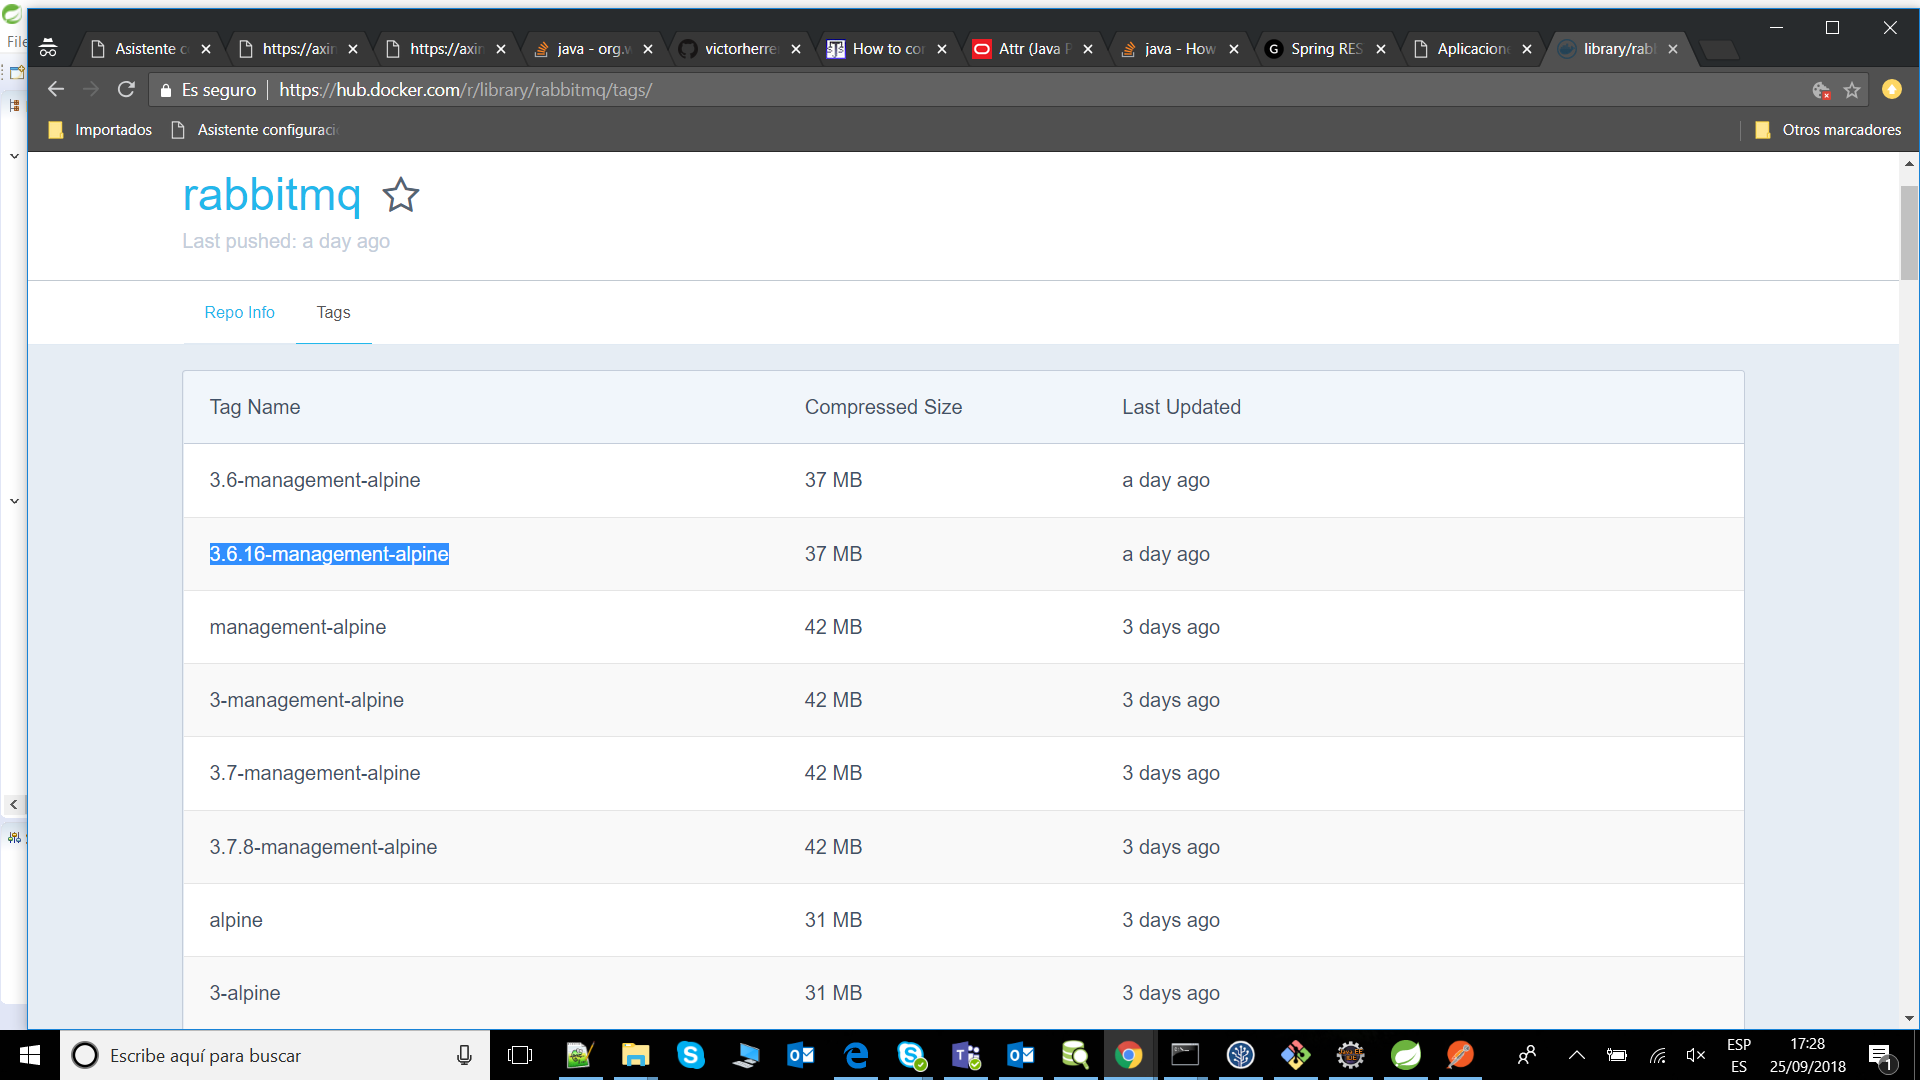 File
Asistente c
https://axin
https://axin
java - org.w
victorherre
How to co
Attr (Java P
java - How
Spring RES
Aplicacione
library/rabb
Es seguro
https://hub.docker.com/r/library/rabbitmq/tags/
Importados
Asistente configuraci
Otros marcadores
rabbitmq
Last pushed: a day ago
Repo Info
Tags
Tag Name Compressed Size Last Updated
3.6-management-alpine 37 MB a day ago
3.6.16-management-alpine 37 MB a day ago
management-alpine 42 MB 3 days ago
3-management-alpine 42 MB 3 days ago
3.7-management-alpine 42 MB 3 days ago
3.7.8-management-alpine 42 MB 3 days ago
alpine 31 MB 3 days ago
3-alpine 31 MB 3 days ago
Escribe aquí para buscar
ESP
ES
17:28
25/09/2018
1